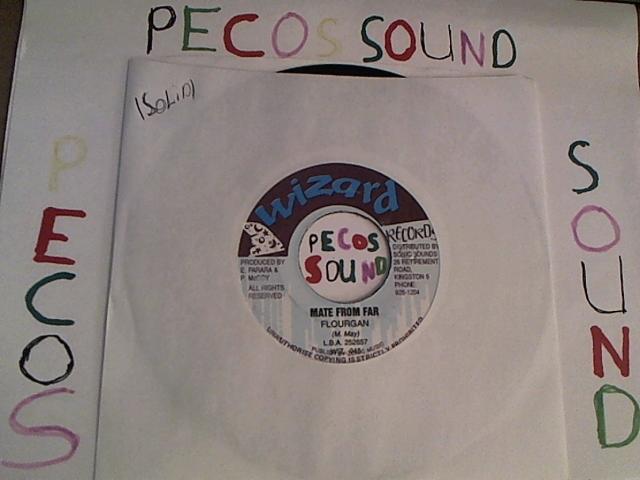 PECOS SOUND
(SOLID)
PECOS
SOUND
wizard
RECORDS
PECOS
SOUND
PRODUCED BY
E. PARARA &
P. McCOY
ALL RIGHTS
RESERVED
DISTRIBUTED BY
SONIC SOUNDS
25 RETIREMENT
ROAD,
KINGSTON 5
PHONE:
926-1204
MATE FROM FAR
FLOURGAN
(M. May)
L.B.A. 252657
UNAUTHORISE COPYING IS STRICTLY PROHIBITED